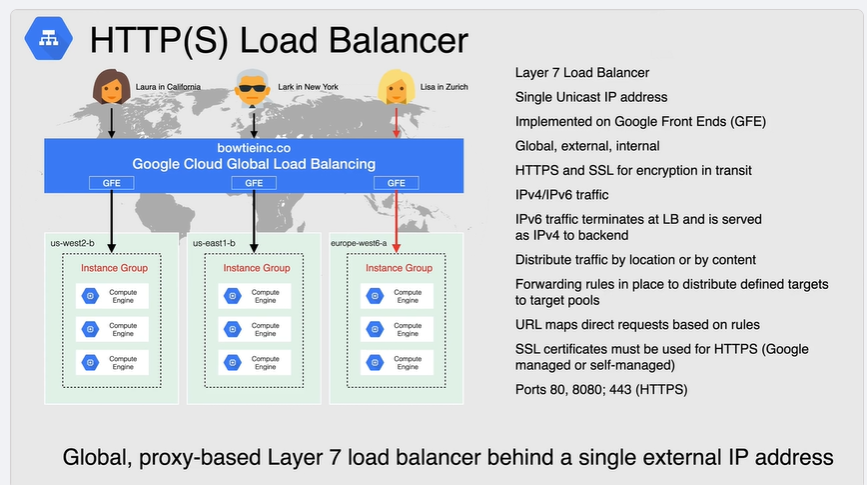 HTTP(S) Load Balancer
Laura in California
Lark in New York
Lisa in Zurich
bowtieinc.co
Google Cloud Global Load Balancing
GFE
GFE
GFE
us-west2-b
Instance Group
Compute
Engine
Compute
Engine
Compute
Engine
us-east1-b
Instance Group
Compute
Engine
Compute
Engine
Compute
Engine
europe-west6-a
Instance Group
Compute
Engine
Compute
Engine
Compute
Engine
Layer 7 Load Balancer
Single Unicast IP address
Implemented on Google Front Ends (GFE)
Global, external, internal
HTTPS and SSL for encryption in transit
IPv4/IPv6 traffic
IPv6 traffic terminates at LB and is served
as IPv4 to backend
Distribute traffic by location or by content
Forwarding rules in place to distribute defined targets
to target pools
URL maps direct requests based on rules
SSL certificates must be used for HTTPS (Google
managed or self-managed)
Ports 80, 8080; 443 (HTTPS)
Global, proxy-based Layer 7 load balancer behind a single external IP address